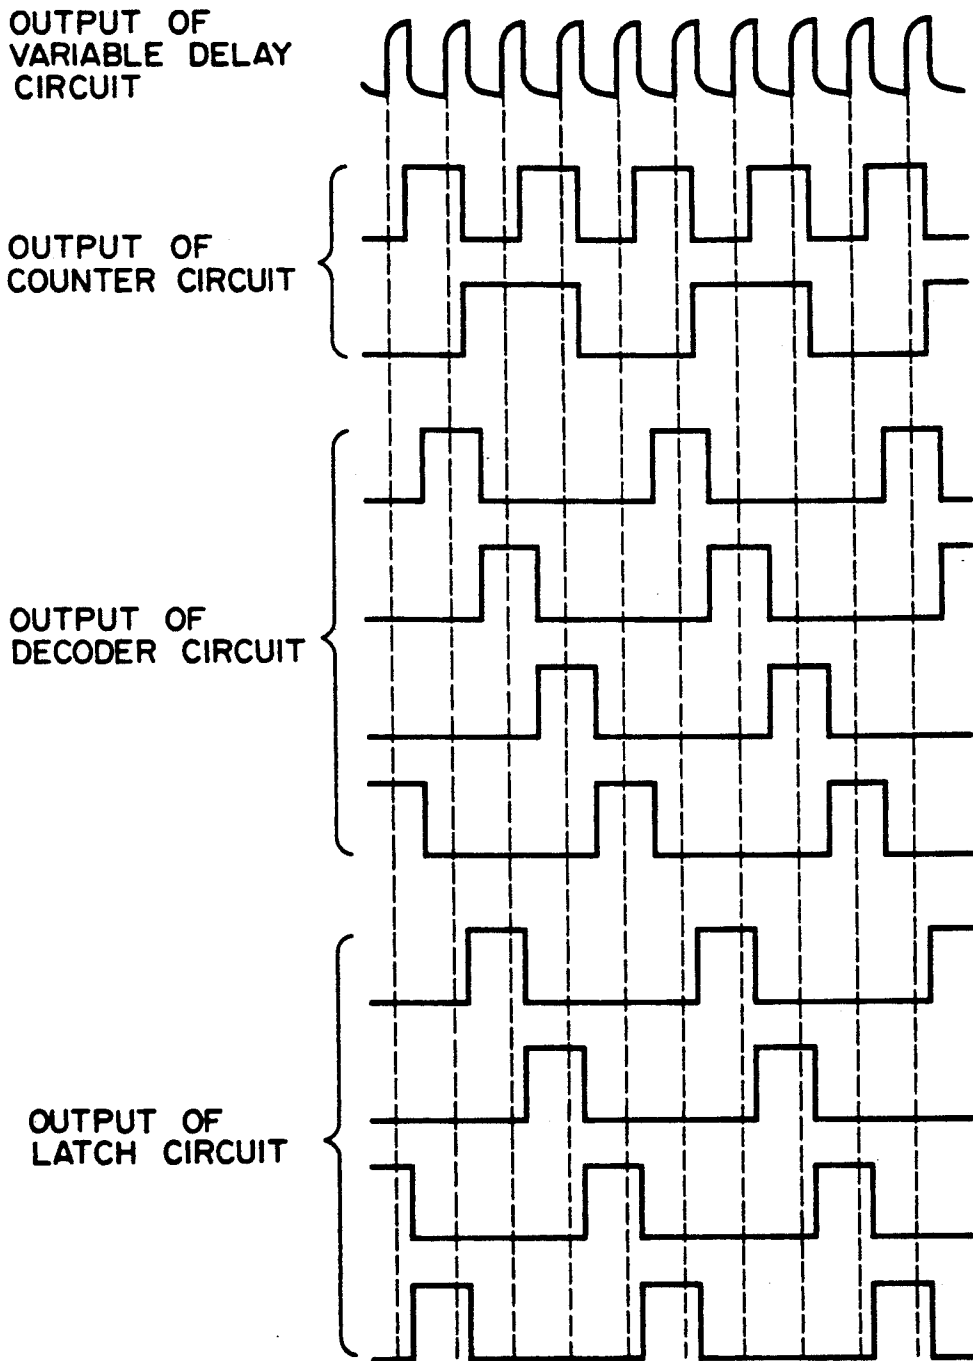 OUTPUT OF
VARIABLE DELAY
CIRCUIT
OUTPUT OF
COUNTER CIRCUIT
OUTPUT OF
DECODER CIRCUIT
OUTPUT OF
LATCH CIRCUIT